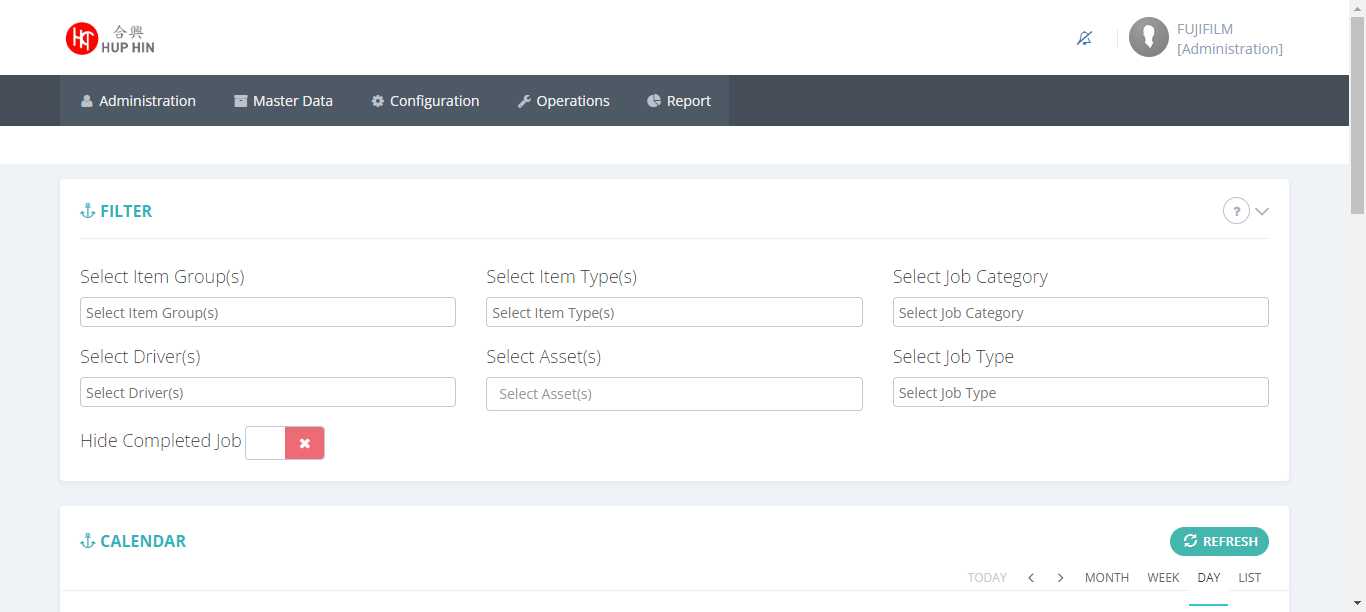 合興
HUP HIN
FUJIFILM
[Administration]
Administration Master Data Configuration Operations Report
FILTER
?
Select Item Group(s) Select Item Type(s) Select Job Category
Select Item Group(s) Select Item Type(s) Select Job Category
Select Driver(s) Select Asset(s) Select Job Type
Select Driver(s) Select Asset(s) Select Job Type
Hide Completed Job
CALENDAR
REFRESH
TODAY MONTH WEEK DAY LIST